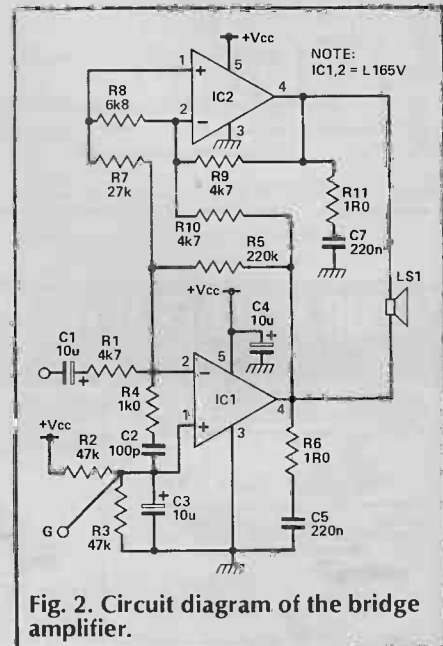 +Vcc
NOTE:
IC1,2 = L165V
1
5
4
R8
6k8
2
IC2
3
R9
4k7
R7
27k
R11
1R0
R10
4k7
C7
220n
R5
220k
+Vcc
C4
10u
LS1
C1
10u
R1
4k7
2
5
R4
1k0
IC1
4
1
3
+Vcc
R2
47k
C2
100p
R6
1R0
G
R3
47k
C3
10u
C5
220n
Fig. 2. Circuit diagram of the bridge
amplifier.